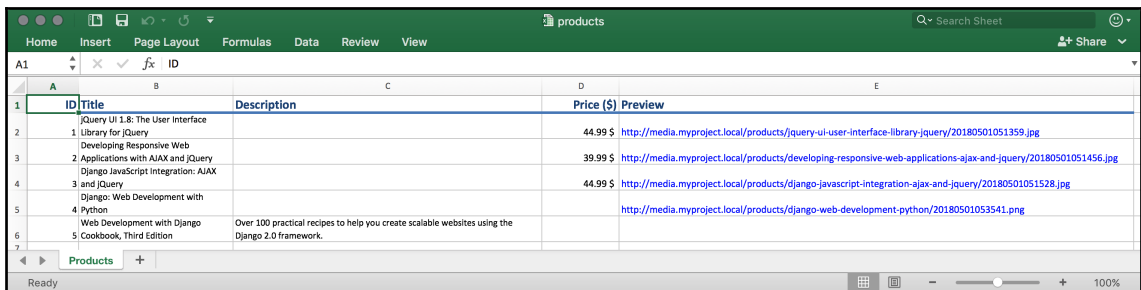 products
Search Sheet
Home Insert Page Layout Formulas Data Review View Share
A1 fx ID
A B C D E
1 ID Title Description Price ($) Preview
jQuery UI 1.8: The User Interface
2 1 Library for jQuery 44.99 $ http://media.myproject.local/products/jquery-ui-user-interface-library-jquery/20180501051359.jpg
Developing Responsive Web
3 2 Applications with AJAX and jQuery 39.99 $ http://media.myproject.local/products/developing-responsive-web-applications-ajax-and-jquery/20180501051456.jpg
Django JavaScript Integration: AJAX
4 3 and jQuery 44.99 $ http://media.myproject.local/products/django-javascript-integration-ajax-and-jquery/20180501051528.jpg
Django: Web Development with
5 4 Python http://media.myproject.local/products/django-web-development-python/20180501053541.png
Web Development with Django Over 100 practical recipes to help you create scalable websites using the
6 5 Cookbook, Third Edition Django 2.0 framework.
7
Products +
Ready 100%